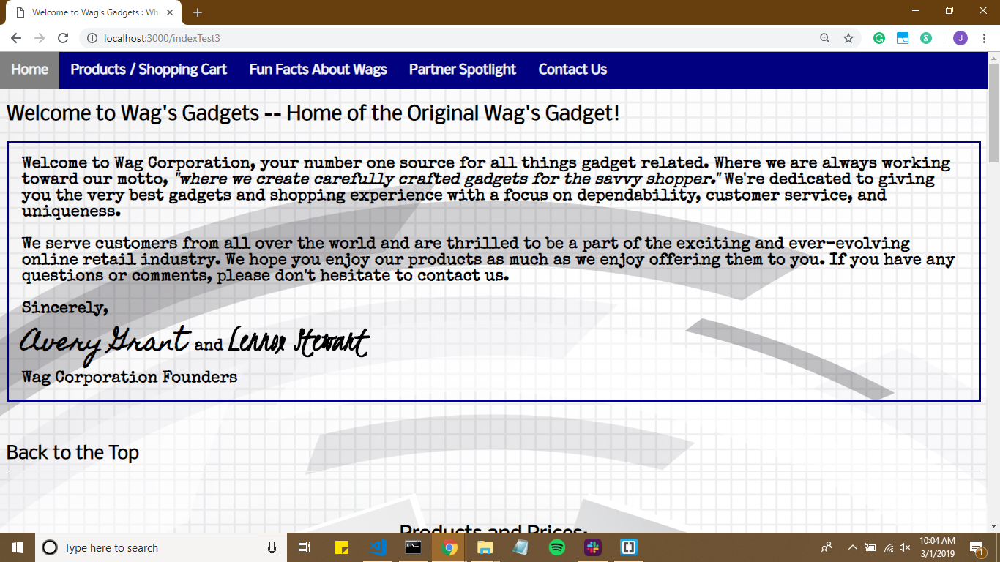 Welcome to Wag's Gadgets : Wh
localhost:3000/indexTest3
J
Home Products / Shopping Cart Fun Facts About Wags Partner Spotlight Contact Us
Welcome to Wag's Gadgets -- Home of the Original Wag's Gadget!
Welcome to Wag Corporation, your number one source for all things gadget related. Where we are always working
toward our motto, "where we create carefully crafted gadgets for the savvy shopper." We're dedicated to giving
you the very best gadgets and shopping experience with a focus on dependability, customer service, and
uniqueness.
We serve customers from all over the world and are thrilled to be a part of the exciting and ever-evolving
online retail industry. We hope you enjoy our products as much as we enjoy offering them to you. If you have any
questions or comments, please don't hesitate to contact us.
Sincerely,
Avery Grant and Lennox Stewart
Wag Corporation Founders
Back to the Top
Products and Prices:
Type here to search
10:04 AM
3/1/2019
1